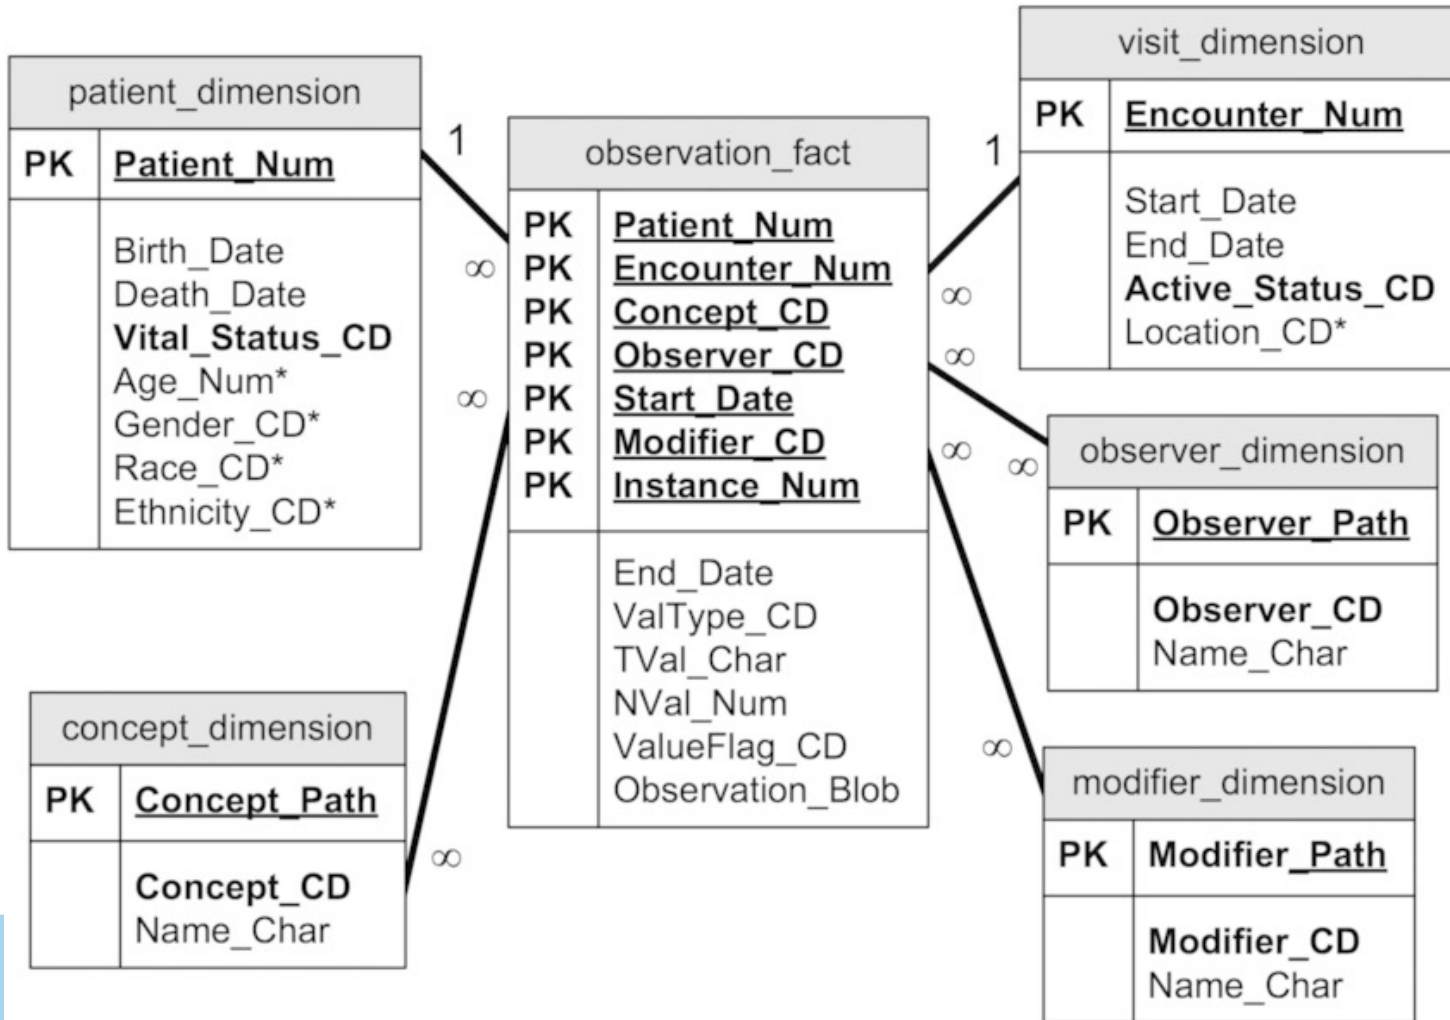 patient_dimension
PK Patient_Num
Birth_Date
Death_Date
Vital_Status_CD
Age_Num*
Gender_CD*
Race_CD*
Ethnicity_CD*
1
∞
∞
concept_dimension
PK Concept_Path
Concept_CD
Name_Char
∞
observation_fact
PK Patient_Num
PK Encounter_Num
PK Concept_CD
PK Observer_CD
PK Start_Date
PK Modifier_CD
PK Instance_Num
End_Date
ValType_CD
TVal_Char
NVal_Num
ValueFlag_CD
Observation_Blob
1
∞
∞
∞
∞
∞
visit_dimension
PK Encounter_Num
Start_Date
End_Date
Active_Status_CD
Location_CD*
observer_dimension
PK Observer_Path
Observer_CD
Name_Char
modifier_dimension
PK Modifier_Path
Modifier_CD
Name_Char